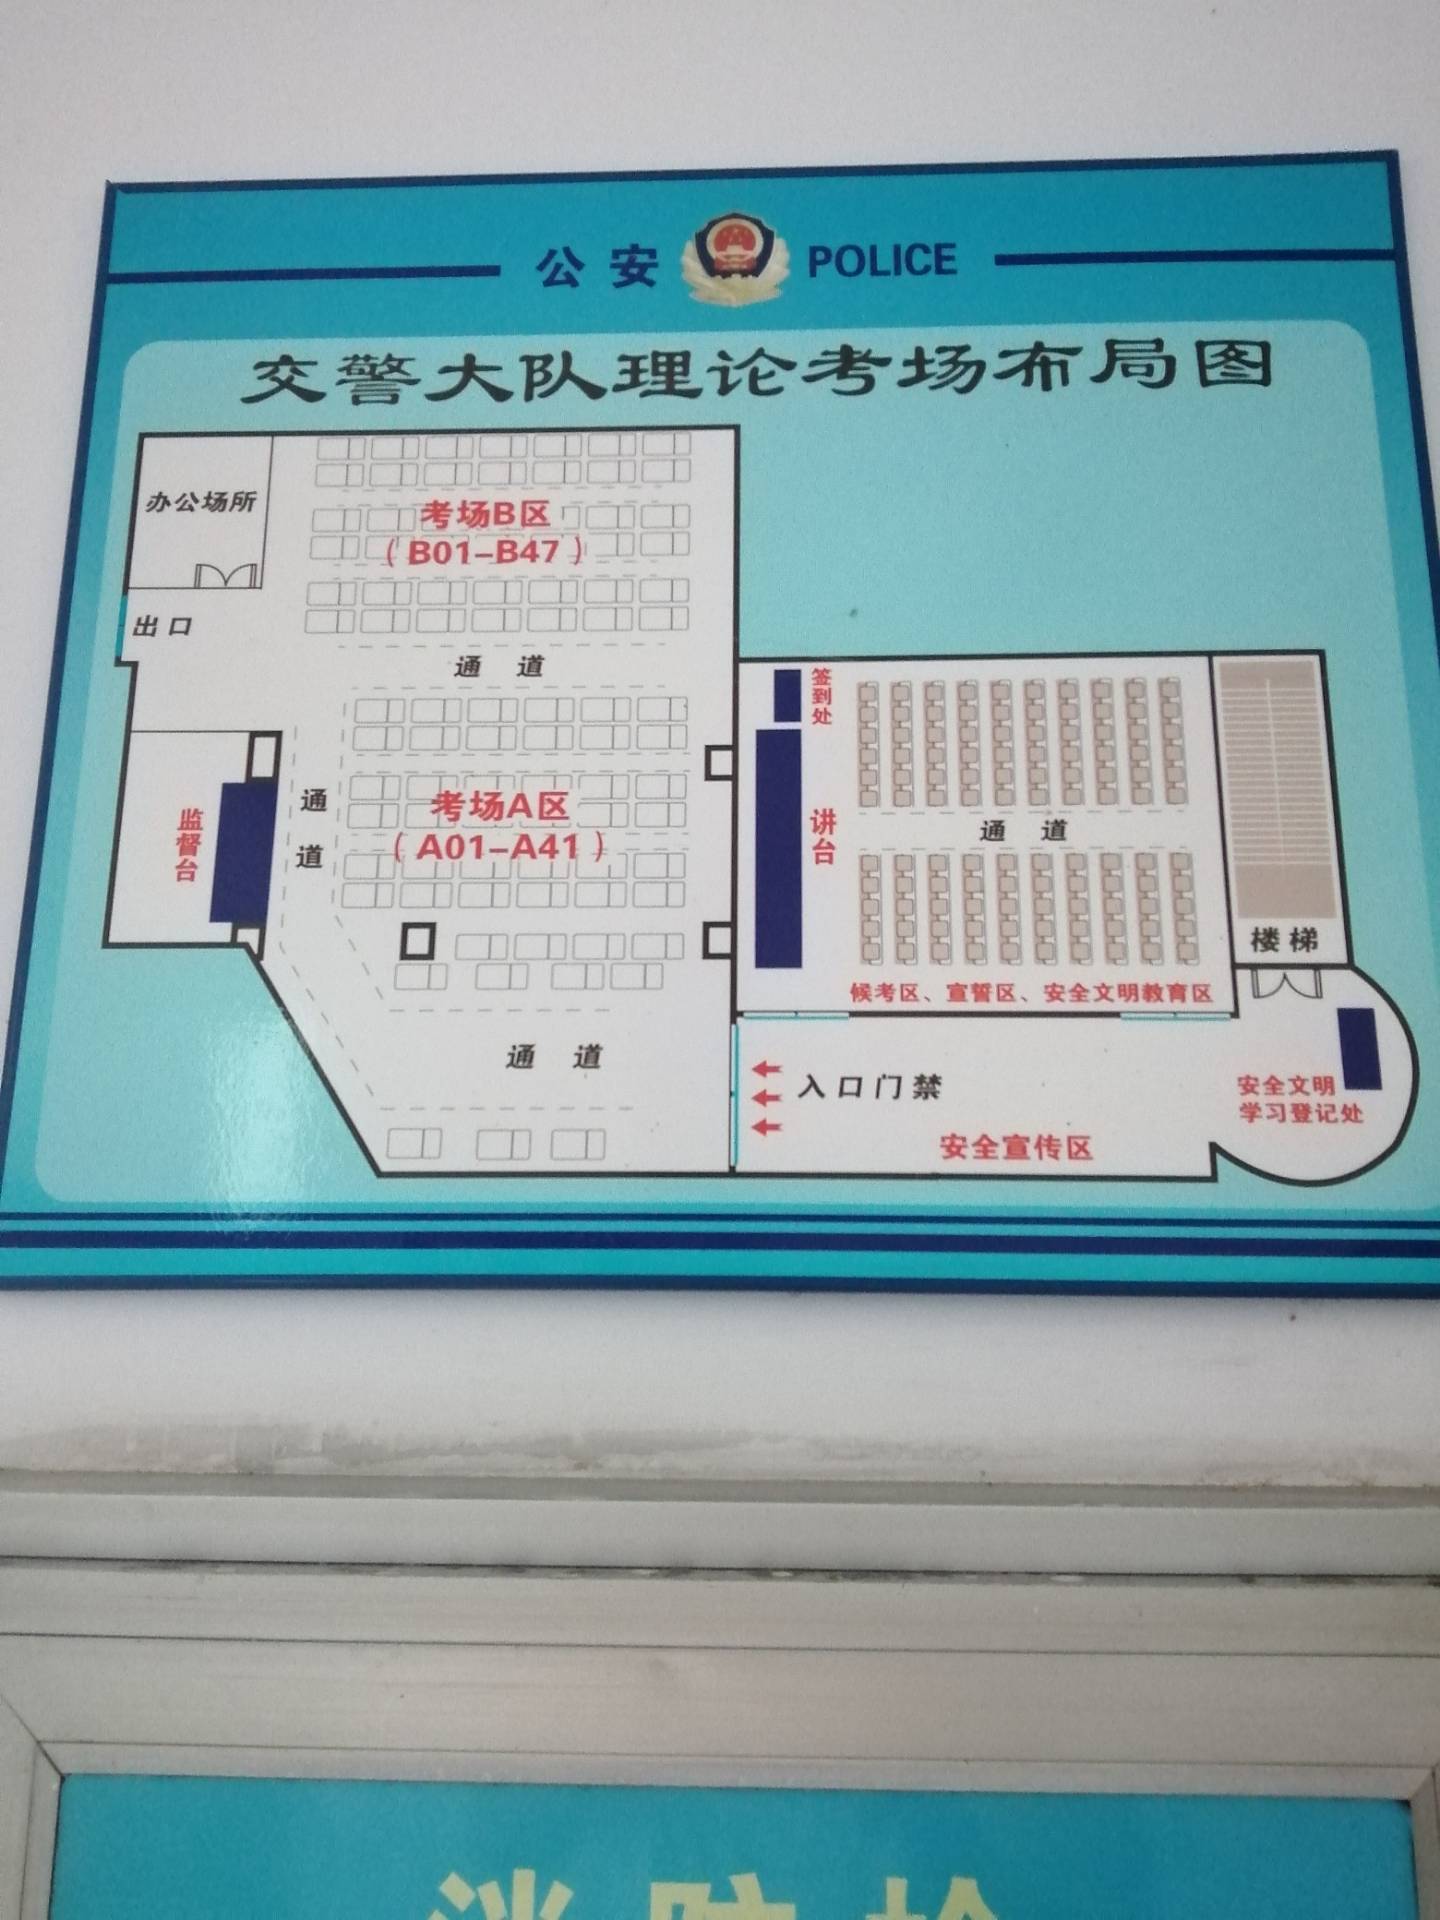 公安 POLICE
交警大队理论考场布局图
办公场所
考场B区
（B01-B47）
出口
通道
签到处
监督台
通道
考场A区
（A01-A41）
讲台
通道
楼梯
候考区、宣誓区、安全文明教育区
通道
入口门禁
安全文明
学习登记处
安全宣传区
消防栓